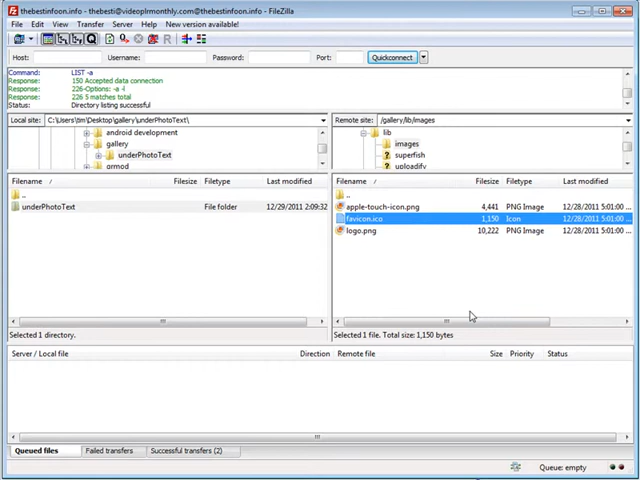 thebestinfoon.info - thebesti@videoplrmonthly.com@thebestinfoon.info - FileZilla
File Edit View Transfer Server Help New version available!
Host: Username: Password: Port: Quickconnect
Command: LIST -a
Response: 150 Accepted data connection
Response: 226-Options: -a -l
Response: 226 5 matches total
Status: Directory listing successful
Local site: C:\Users\tim\Desktop\gallery\underPhotoText\
android development
gallery
underPhotoText
ormod
Remote site: /gallery/lib/images
lib
images
superfish
uploadify
Filename Filesize Filetype Last modified
..
underPhotoText File folder 12/29/2011 2:09:32
Selected 1 directory.
Filename Filesize Filetype Last modified
..
apple-touch-icon.png 4,441 PNG Image 12/28/2011 5:01:00 ...
favicon.ico 1,150 Icon 12/28/2011 5:01:00 ...
logo.png 10,222 PNG Image 12/28/2011 5:01:00 ...
Selected 1 file. Total size: 1,150 bytes
Server / Local file Direction Remote file Size Priority Status
Queued files Failed transfers Successful transfers (2)
Queue: empty